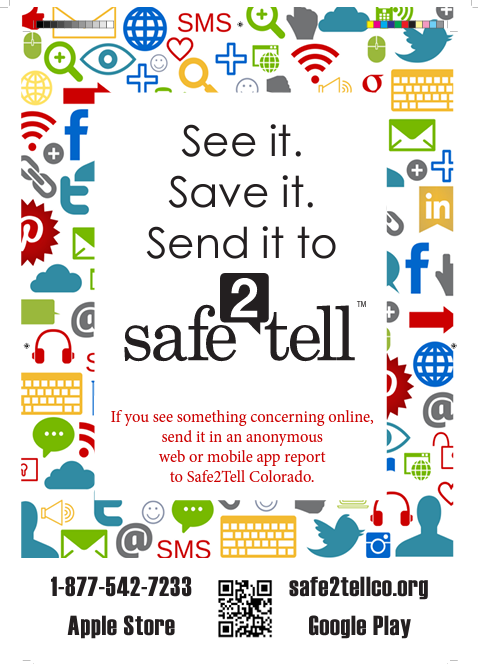 SMS
See it.
Save it.
Send it to
safe2tell™
If you see something concerning online,
send it in an anonymous
web or mobile app report
to Safe2Tell Colorado.
SMS
1-877-542-7233
safe2tellco.org
Apple Store
Google Play